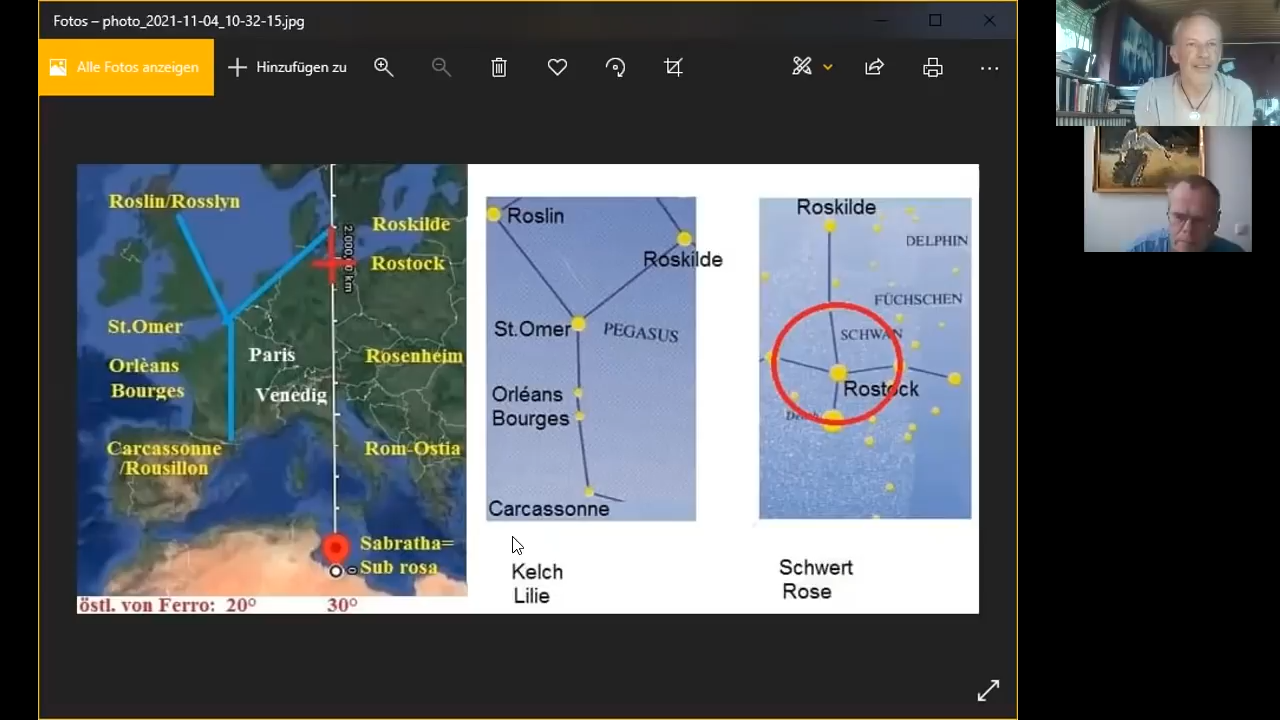 Fotos – photo_2021-11-04_10-32-15.jpg
Alle Fotos anzeigen
Hinzufügen zu
Roslin/Rosslyn
Roskilde
Rostock
2.000,00 km
St.Omer
Paris
Orlèans
Bourges
Rosenheim
Venedig
Carcassonne
/Rousillon
Rom-Ostia
Sabratha=
Sub rosa
0
östl. von Ferro: 20° 30°
Roslin
Roskilde
St.Omer
PEGASUS
Orléans
Bourges
Carcassonne
Kelch
Lilie
Roskilde
DELPHIN
FÜCHSCHEN
SCHWAN
Rostock
Schwert
Rose